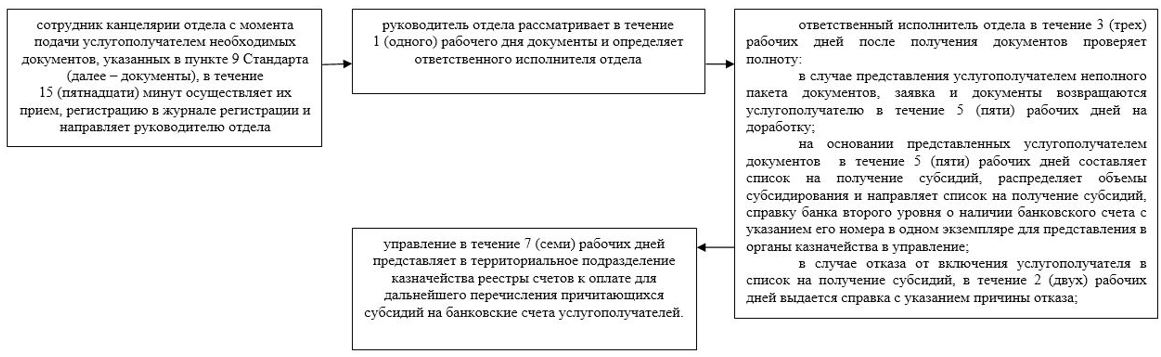 сотрудник канцелярии отдела с момента
подачи услугополучателем необходимых
документов, указанных в пункте 9 Стандарта
(далее – документы), в течение
15 (пятнадцати) минут осуществляет их
прием, регистрацию в журнале регистрации и
направляет руководителю отдела
руководитель отдела рассматривает в течение
1 (одного) рабочего дня документы и определяет
ответственного исполнителя отдела
ответственный исполнитель отдела в течение 3 (трех)
рабочих дней после получения документов проверяет
полноту:
в случае представления услугополучателем неполного
пакета документов, заявка и документы возвращаются
услугополучателю в течение 5 (пяти) рабочих дней на
доработку;
на основании представленных услугополучателем
документов в течение 5 (пяти) рабочих дней составляет
список на получение субсидий, распределяет объемы
субсидирования и направляет список на получение субсидий,
справку банка второго уровня о наличии банковского счета с
указанием его номера в одном экземпляре для представления в
органы казначейства в управление;
в случае отказа от включения услугополучателя в
список на получение субсидий, в течение 2 (двух) рабочих
дней выдается справка с указанием причины отказа;
управление в течение 7 (семи) рабочих дней
представляет в территориальное подразделение
казначейства реестры счетов к оплате для
дальнейшего перечисления причитающихся
субсидий на банковские счета услугополучателей.